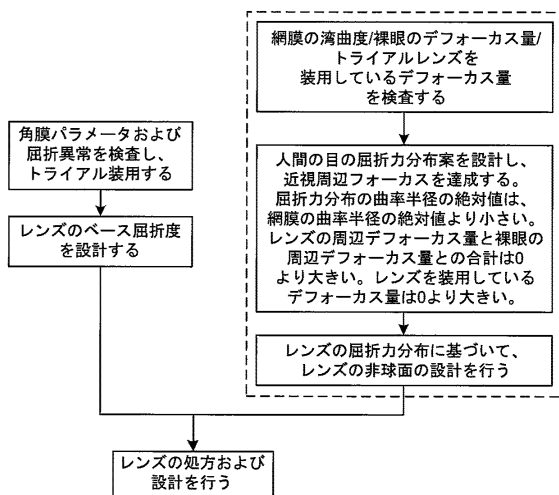 角膜パラメータおよび
屈折異常を検査し、
トライアル装用する
レンズのベース屈折度
を設計する
網膜の湾曲度/裸眼のデフォーカス量/
トライアルレンズを
装用しているデフォーカス量
を検査する
人間の目の屈折力分布案を設計し、
近視周辺フォーカスを達成する。
屈折力分布の曲率半径の絶対値は、
網膜の曲率半径の絶対値より小さい。
レンズの周辺デフォーカス量と裸眼の
周辺デフォーカス量との合計は0
より大きい。レンズを装用している
デフォーカス量は0より大きい。
レンズの屈折力分布に基づいて、
レンズの非球面の設計を行う
レンズの処方および
設計を行う